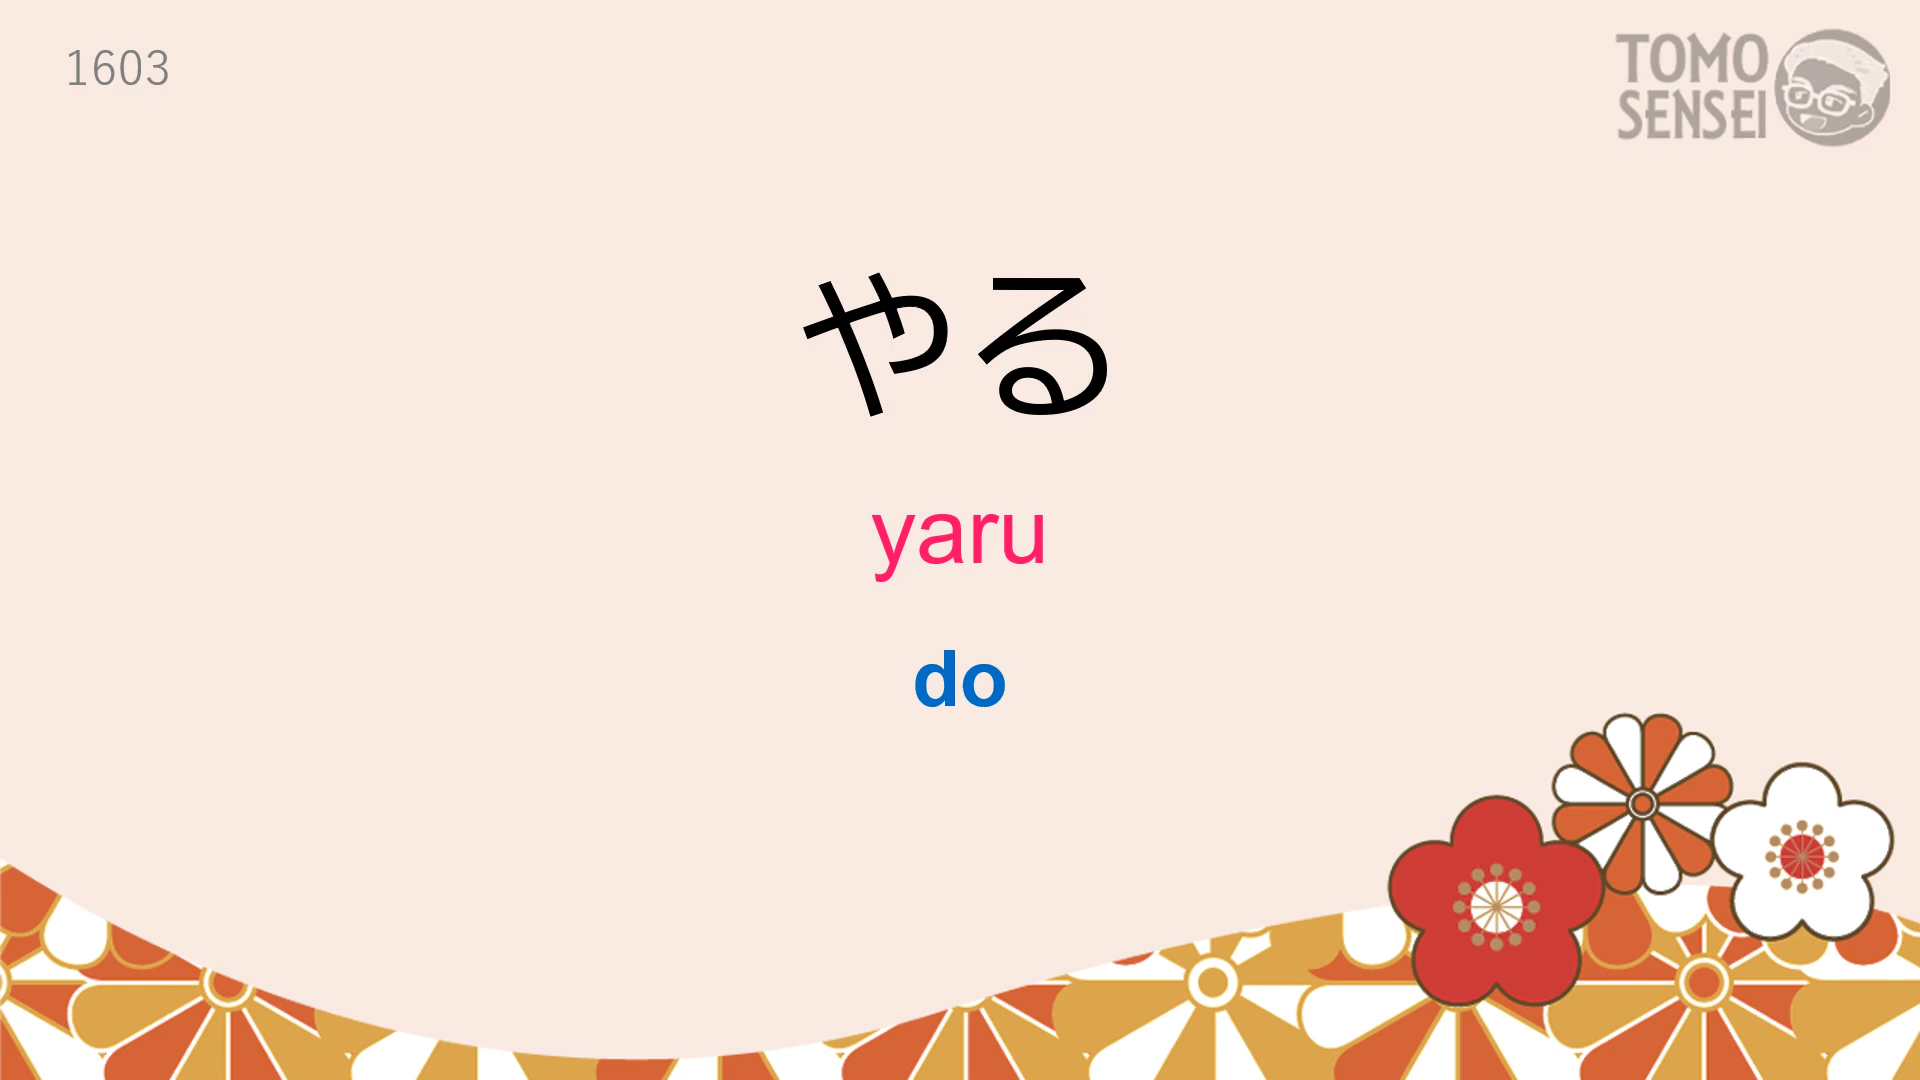 1603
TOMO
SENSEI
やる
yaru
do